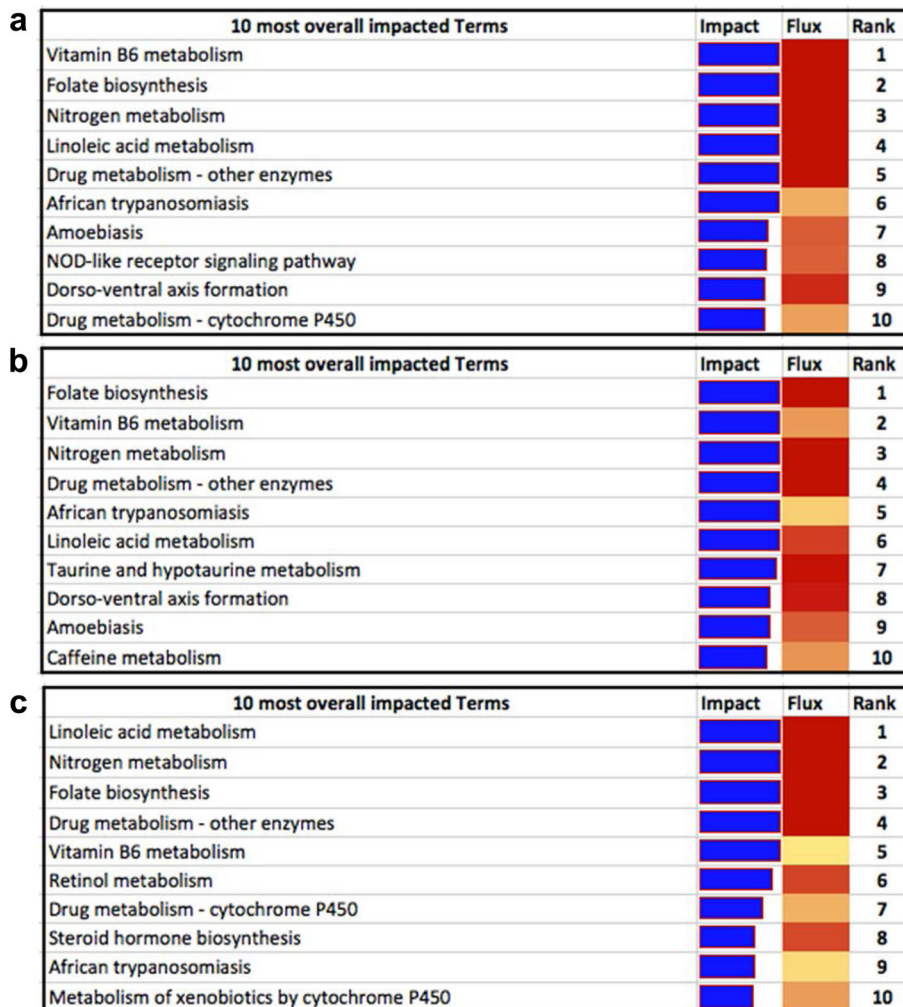 a
10 most overall impacted Terms Impact Flux Rank
Vitamin B6 metabolism 1
Folate biosynthesis 2
Nitrogen metabolism 3
Linoleic acid metabolism 4
Drug metabolism - other enzymes 5
African trypanosomiasis 6
Amoebiasis 7
NOD-like receptor signaling pathway 8
Dorso-ventral axis formation 9
Drug metabolism - cytochrome P450 10
b
10 most overall impacted Terms Impact Flux Rank
Folate biosynthesis 1
Vitamin B6 metabolism 2
Nitrogen metabolism 3
Drug metabolism - other enzymes 4
African trypanosomiasis 5
Linoleic acid metabolism 6
Taurine and hypotaurine metabolism 7
Dorso-ventral axis formation 8
Amoebiasis 9
Caffeine metabolism 10
c
10 most overall impacted Terms Impact Flux Rank
Linoleic acid metabolism 1
Nitrogen metabolism 2
Folate biosynthesis 3
Drug metabolism - other enzymes 4
Vitamin B6 metabolism 5
Retinol metabolism 6
Drug metabolism - cytochrome P450 7
Steroid hormone biosynthesis 8
African trypanosomiasis 9
Metabolism of xenobiotics by cytochrome P450 10